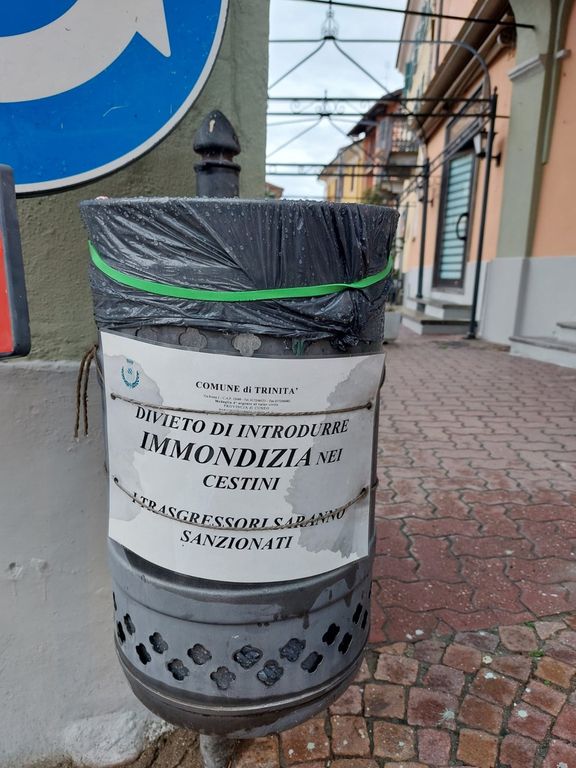 COMUNE di TRINITA'
PROVINCIA di CUNEO
DIVIETO DI INTRODURRE
IMMONDIZIA NEI
CESTINI
I TRASGRESSORI SARANNO
SANZIONATI